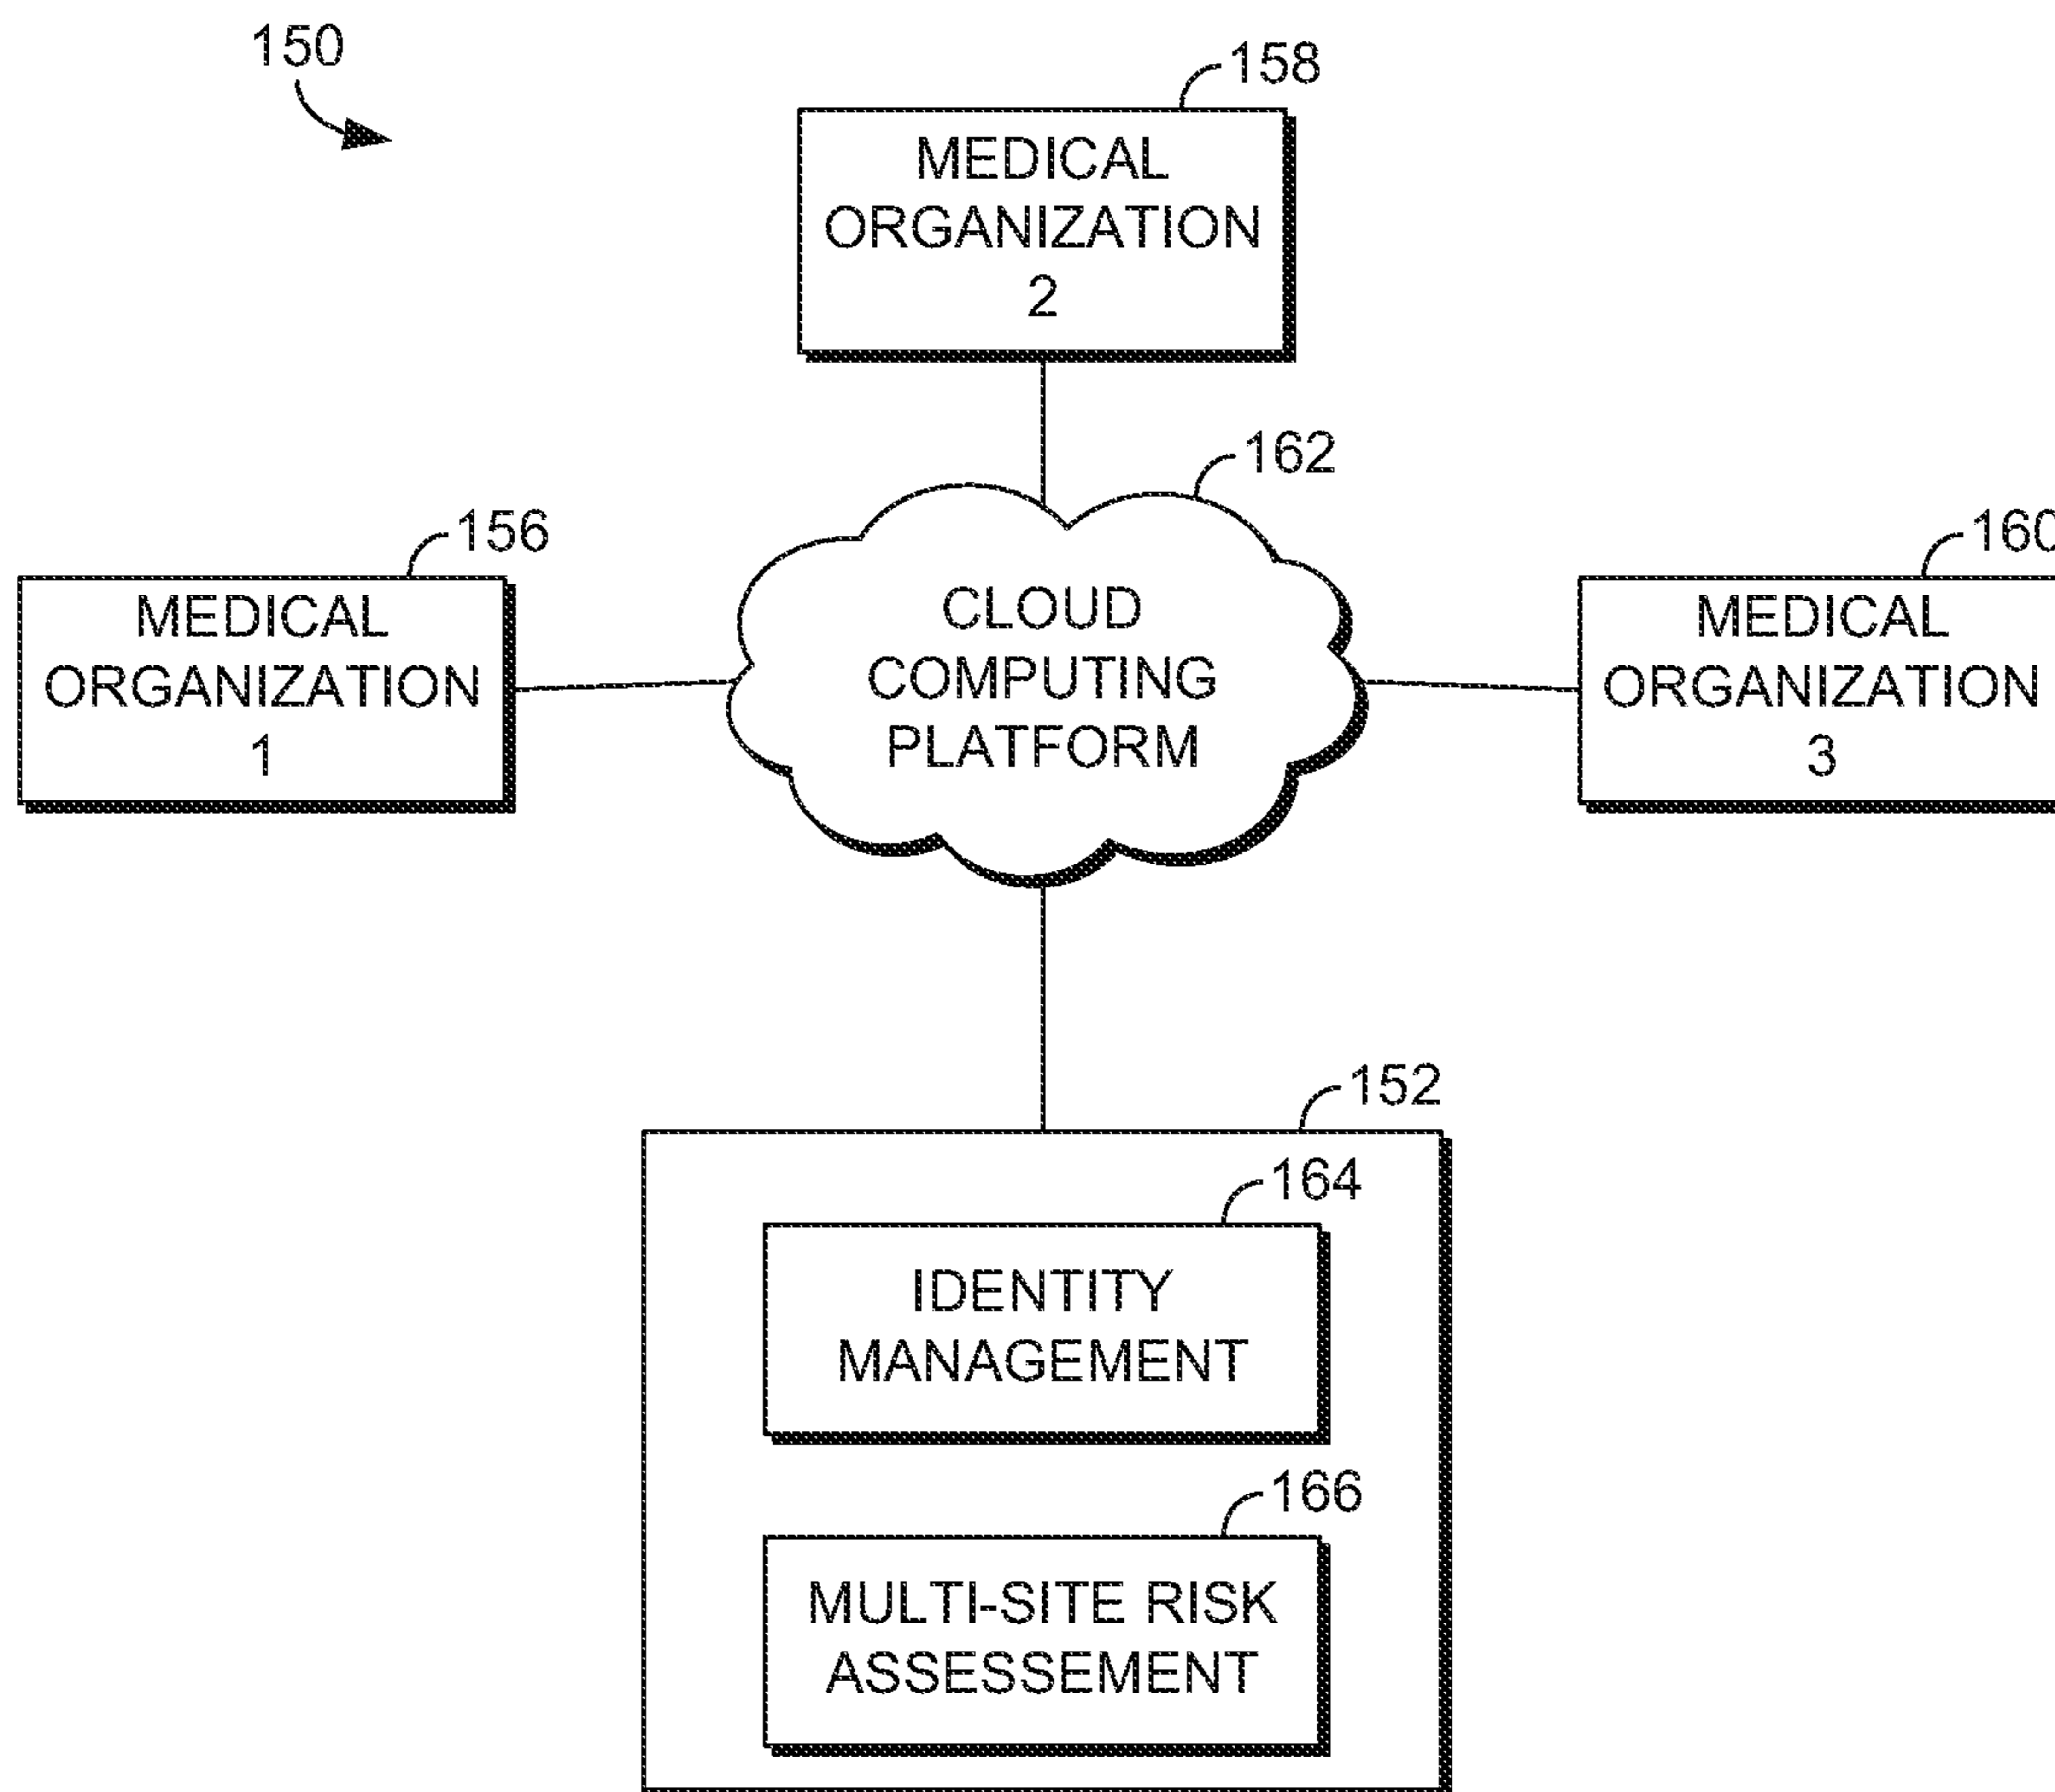 150
158
MEDICAL
ORGANIZATION
2
162
156
160
MEDICAL
ORGANIZATION
1
CLOUD
COMPUTING
PLATFORM
MEDICAL
ORGANIZATION
3
152
164
IDENTITY
MANAGEMENT
166
MULTI-SITE RISK
ASSESSEMENT